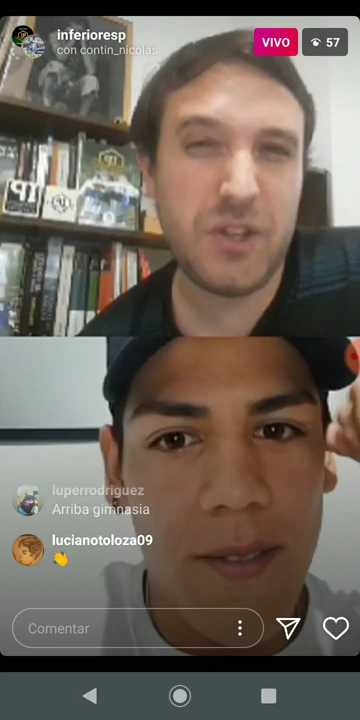 inferioresp
con contin_nicolas
VIVO
57
luperrodriguez
Arriba gimnasia
lucianotoloza09
Comentar